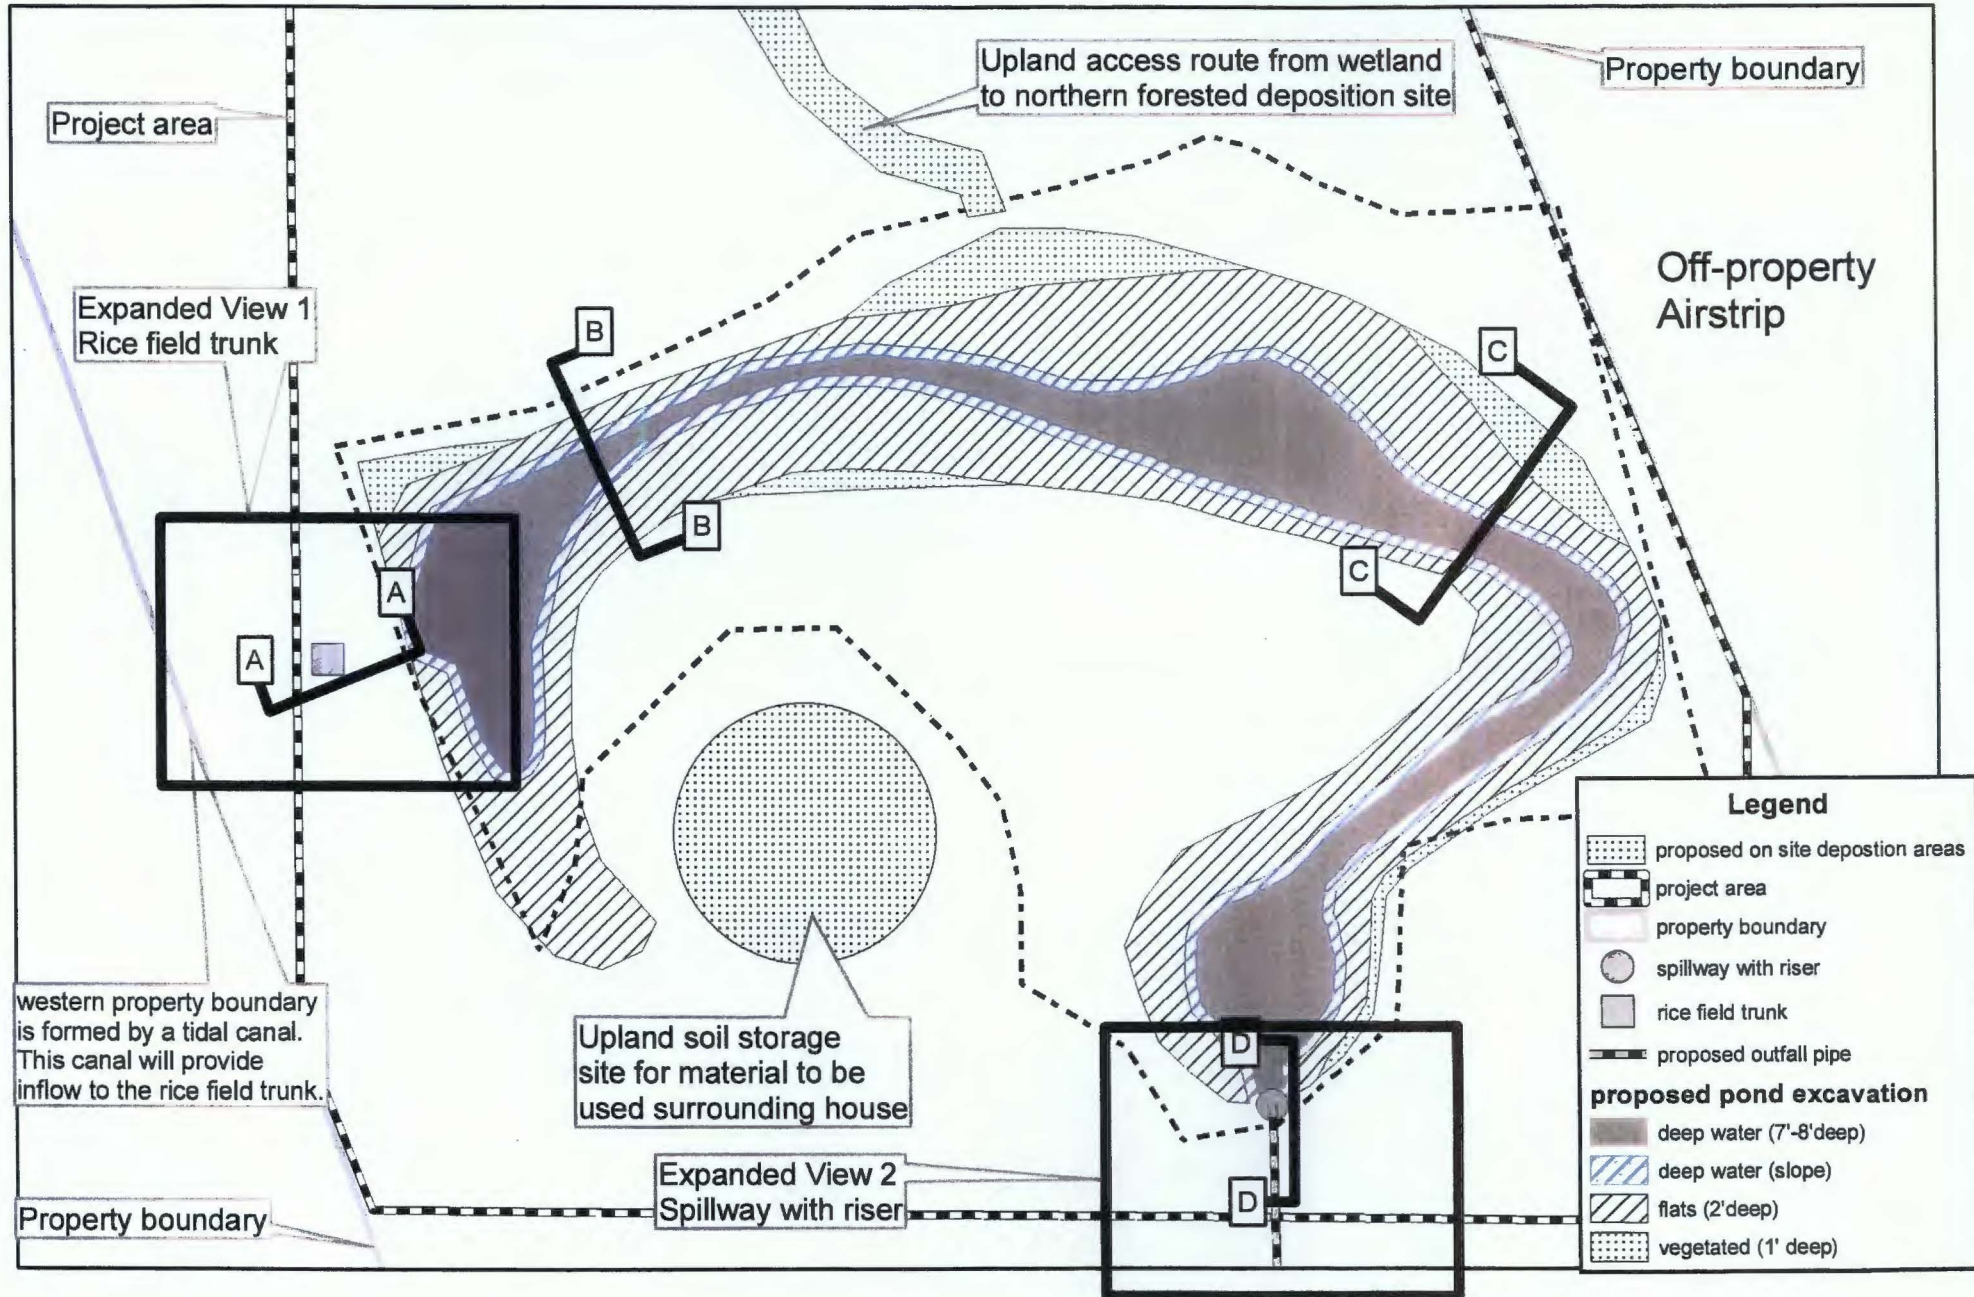 Upland access route from wetland
to northern forested deposition site
Property boundary
Project area
Off-property
Airstrip
Expanded View 1
Rice field trunk
B
C
B
C
A
A
western property boundary
is formed by a tidal canal.
This canal will provide
inflow to the rice field trunk.
Upland soil storage
site for material to be
used surrounding house
D
Expanded View 2
Spillway with riser
D
Property boundary
Legend
proposed on site depostion areas
project area
property boundary
spillway with riser
rice field trunk
proposed outfall pipe
proposed pond excavation
deep water (7'-8'deep)
deep water (slope)
flats (2'deep)
vegetated (1' deep)